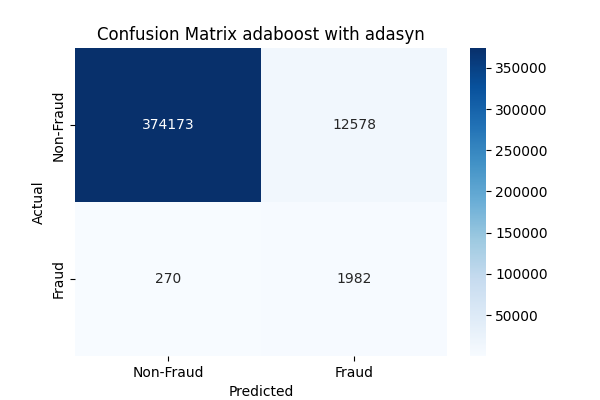 Confusion Matrix adaboost with adasyn
Actual
Non-Fraud
Fraud
374173 12578
270 1982
Non-Fraud Fraud
Predicted
350000
300000
250000
200000
150000
100000
50000